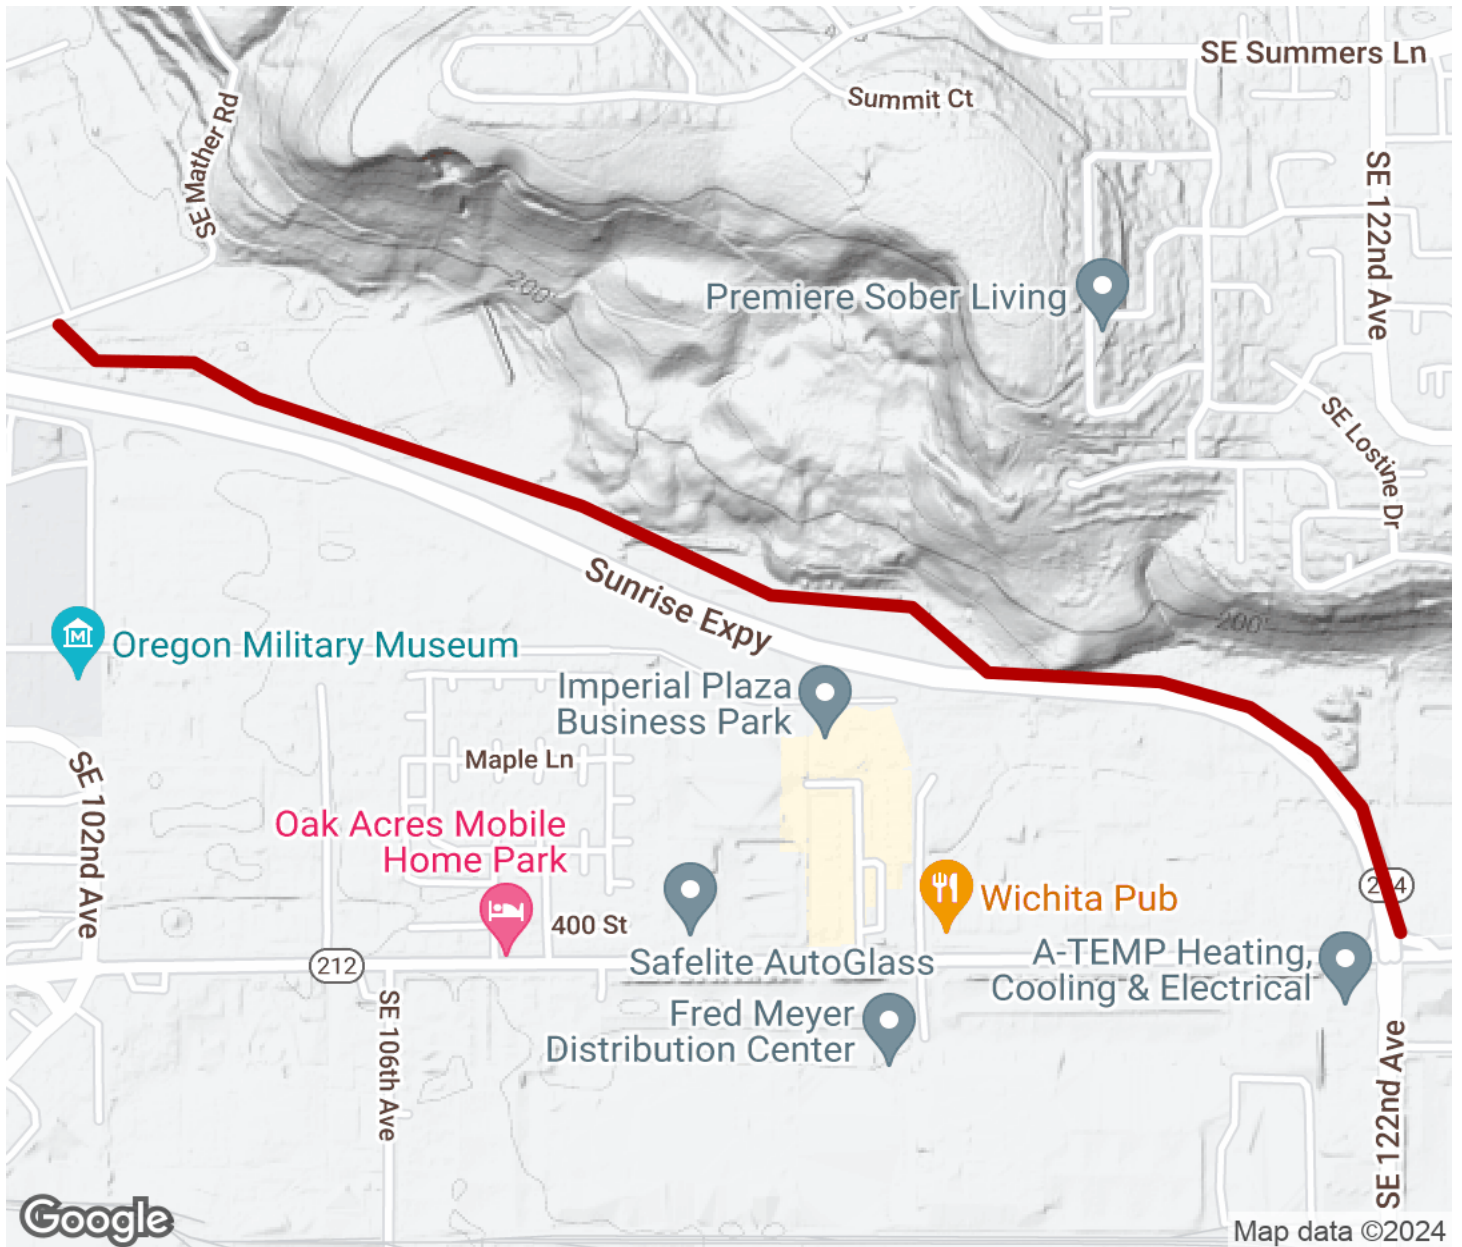 SE Summers Ln
Summit Ct
SE Mather Rd
SE 122nd Ave
200'
Premiere Sober Living
SE Lostine Dr
Sunrise Expy
200'
Oregon Military Museum
Imperial Plaza
Business Park
Maple Ln
SE 102nd Ave
Oak Acres Mobile
Home Park
400 St
Wichita Pub
Safelite AutoGlass
A-TEMP Heating,
Cooling & Electrical
212
SE 106th Ave
Fred Meyer
Distribution Center
SE 122nd Ave
Google
Map data ©2024